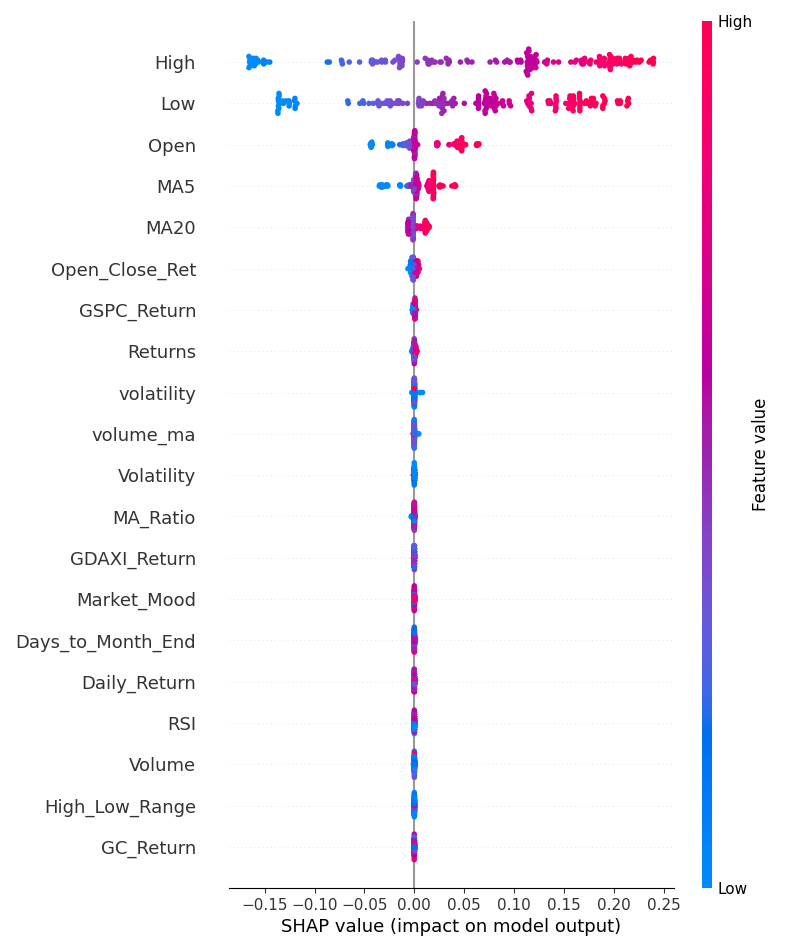 High
High
Low
Open
MA5
MA20
Open_Close_Ret
GSPC_Return
Returns
volatility
volume_ma
Volatility
MA_Ratio
GDAXI_Return
Market_Mood
Days_to_Month_End
Daily_Return
RSI
Volume
High_Low_Range
GC_Return
Feature value
Low
−0.15 −0.10 −0.05 0.00 0.05 0.10 0.15 0.20 0.25
SHAP value (impact on model output)